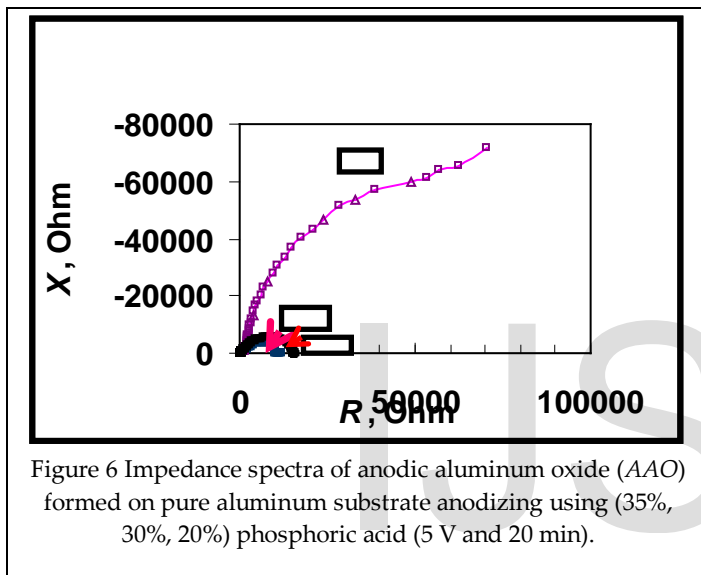 -80000
-60000
X, Ohm
-40000
-20000
0
0 50000 100000
R, Ohm
IJS
Figure 6 Impedance spectra of anodic aluminum oxide (AAO)
formed on pure aluminum substrate anodizing using (35%,
30%, 20%) phosphoric acid (5 V and 20 min).